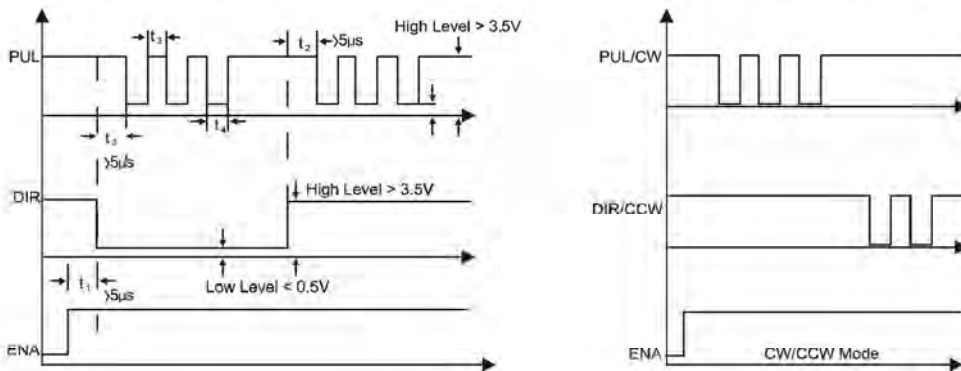 High Level > 3.5V
PUL
t3
t2
>5µs
t3
t4
>5µs
DIR
High Level > 3.5V
t1
>5µs
Low Level < 0.5V
ENA
PUL/CW
DIR/CCW
ENA
CW/CCW Mode